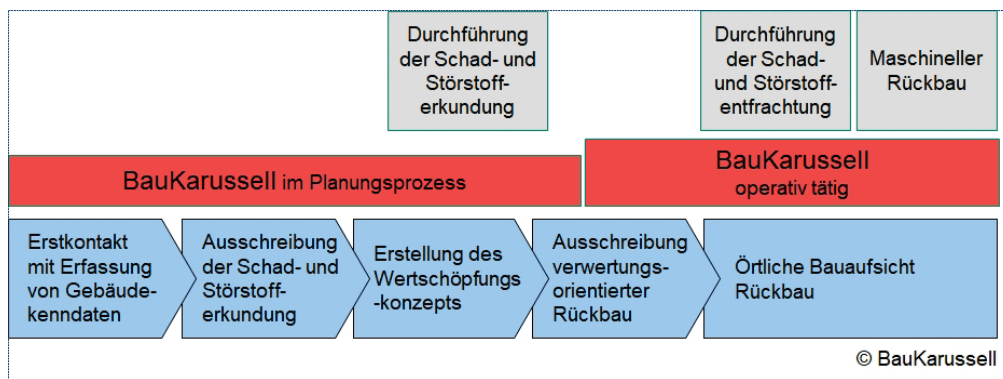 Durchführung
der Schad- und
Störstoff-
erkundung
Durchführung
der Schad-
und Störstoff-
entfrachtung
Maschineller
Rückbau
BauKarussell im Planungsprozess
BauKarussell
operativ tätig
Erstkontakt
mit Erfassung
von Gebäude-
kenndaten
Ausschreibung
der Schad- und
Störstoff-
erkundung
Erstellung des
Wertschöpfungs
-konzepts
Ausschreibung
verwertungs-
orientierter
Rückbau
Örtliche Bauaufsicht
Rückbau
© BauKarussell